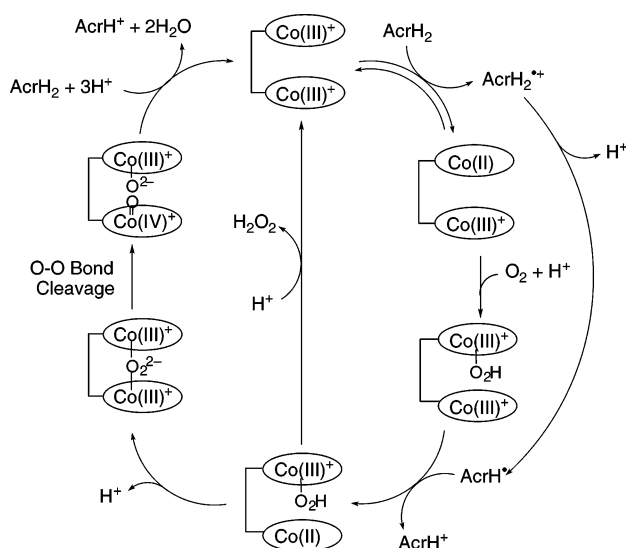 AcrH⁺ + 2H₂O
Co(III)⁺
AcrH₂
AcrH₂ + 3H⁺
Co(III)⁺
AcrH₂•⁺
H⁺
Co(III)⁺
O²⁻
O
Co(IV)⁺
Co(II)
Co(III)⁺
H₂O₂
H⁺
O-O Bond
Cleavage
O₂ + H⁺
Co(III)⁺
O₂²⁻
Co(III)⁺
Co(III)⁺
O₂H
Co(III)⁺
H⁺
Co(III)⁺
O₂H
Co(II)
AcrH•
AcrH⁺